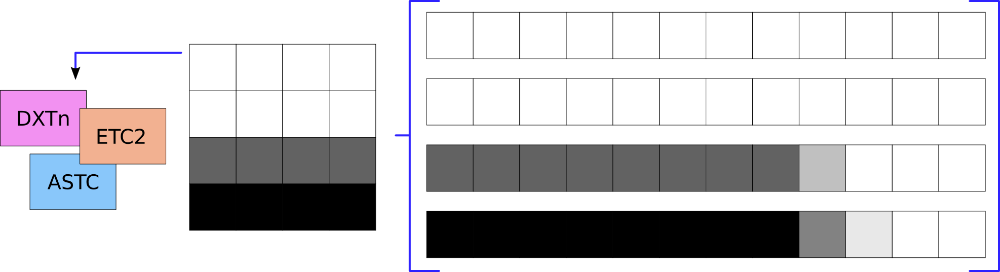 DXTn
ETC2
ASTC